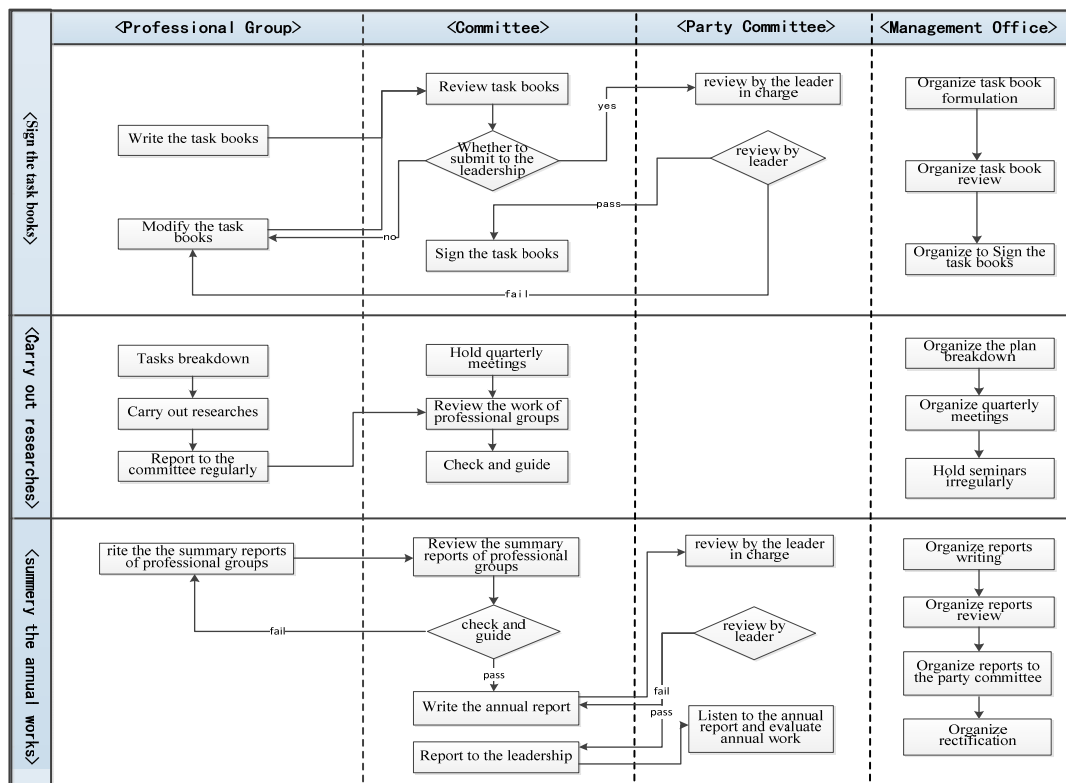 <Professional Group>
<Committee>
<Party Committee>
<Management Office>
<Sign the task books>
Write the task books
Modify the task
books
Review task books
Whether to
submit to the
leadership
yes
no
pass
fail
Sign the task books
review by the leader
in charge
review by
leader
Organize task book
formulation
Organize task book
review
Organize to Sign the
task books
<Carry out researches>
Tasks breakdown
Carry out researches
Report to the
committee regularly
Hold quarterly
meetings
Review the work of
professional groups
Check and guide
Organize the plan
breakdown
Organize quarterly
meetings
Hold seminars
irregularly
<summery the annual works>
rite the the summary reports
of professional groups
Review the summary
reports of professional
groups
check and
guide
fail
pass
Write the annual report
Report to the leadership
review by the leader
in charge
review by
leader
fail
pass
Listen to the annual
report and evaluate
annual work
Organize reports
writing
Organize reports
review
Organize reports to
the party committee
Organize
rectification